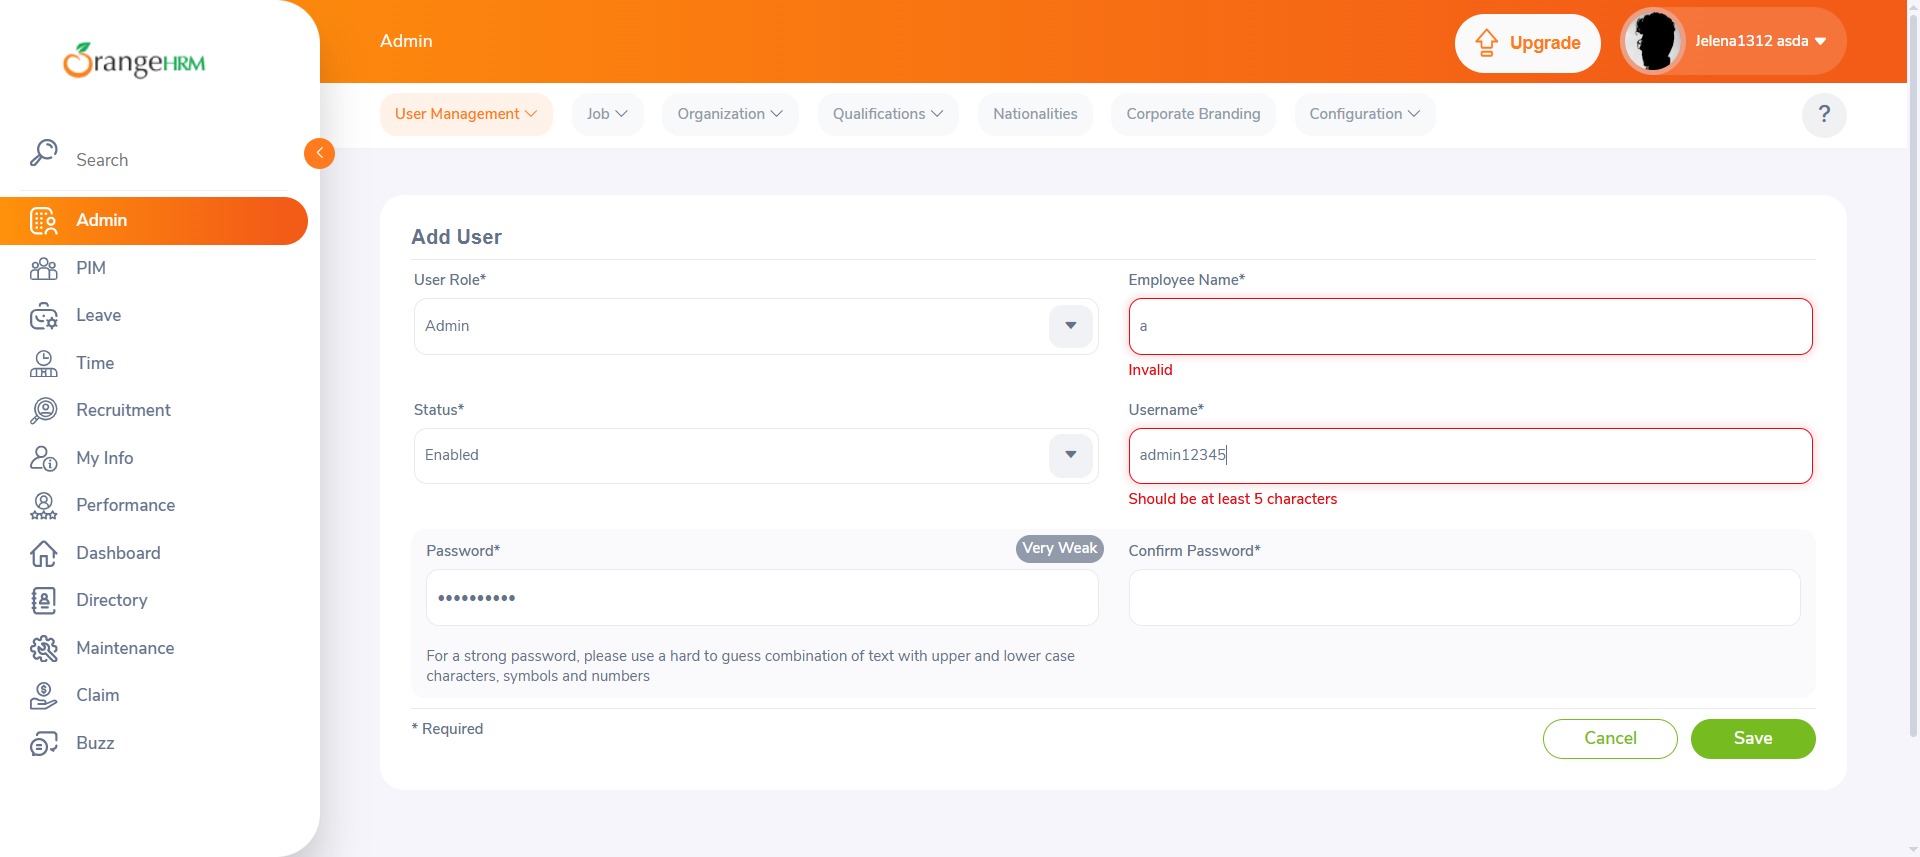 OrangeHRM
Admin
Upgrade
Jelena1312 asda
User Management
Job
Organization
Qualifications
Nationalities
Corporate Branding
Configuration
?
Search
Admin
PIM
Leave
Time
Recruitment
My Info
Performance
Dashboard
Directory
Maintenance
Claim
Buzz
Add User
User Role*
Employee Name*
Admin
a
Invalid
Status*
Username*
Enabled
admin12345
Should be at least 5 characters
Password*
Very Weak
Confirm Password*
••••••••••
For a strong password, please use a hard to guess combination of text with upper and lower case
characters, symbols and numbers
* Required
Cancel
Save